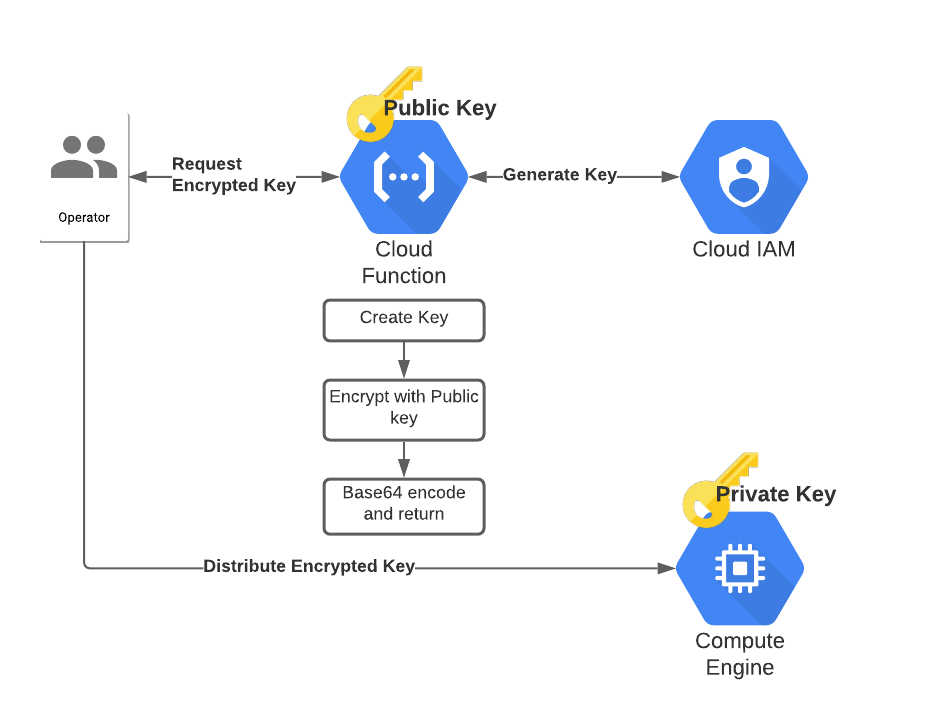 Public Key
Request
Encrypted Key
Generate Key
Operator
Cloud
Function
Cloud IAM
Create Key
Encrypt with Public
key
Base64 encode
and return
Private Key
Distribute Encrypted Key
Compute
Engine